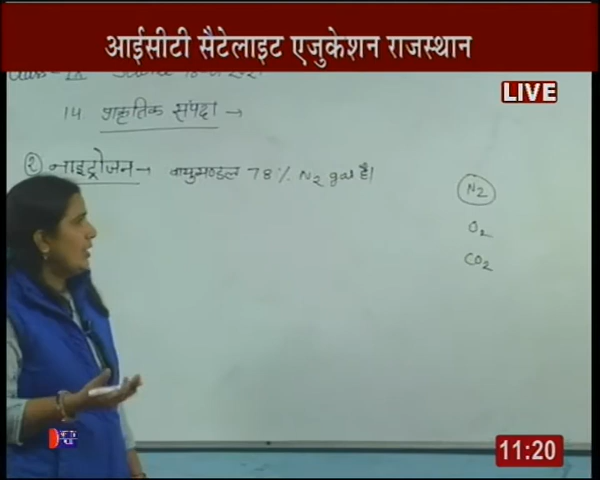 आईसीटी सैटेलाइट एजुकेशन राजस्थान
LIVE
14 प्राकृतिक संपदा →
② नाइट्रोजन → वायुमण्डल 78% N₂ gas है।
N₂
O₂
CO₂
11:20